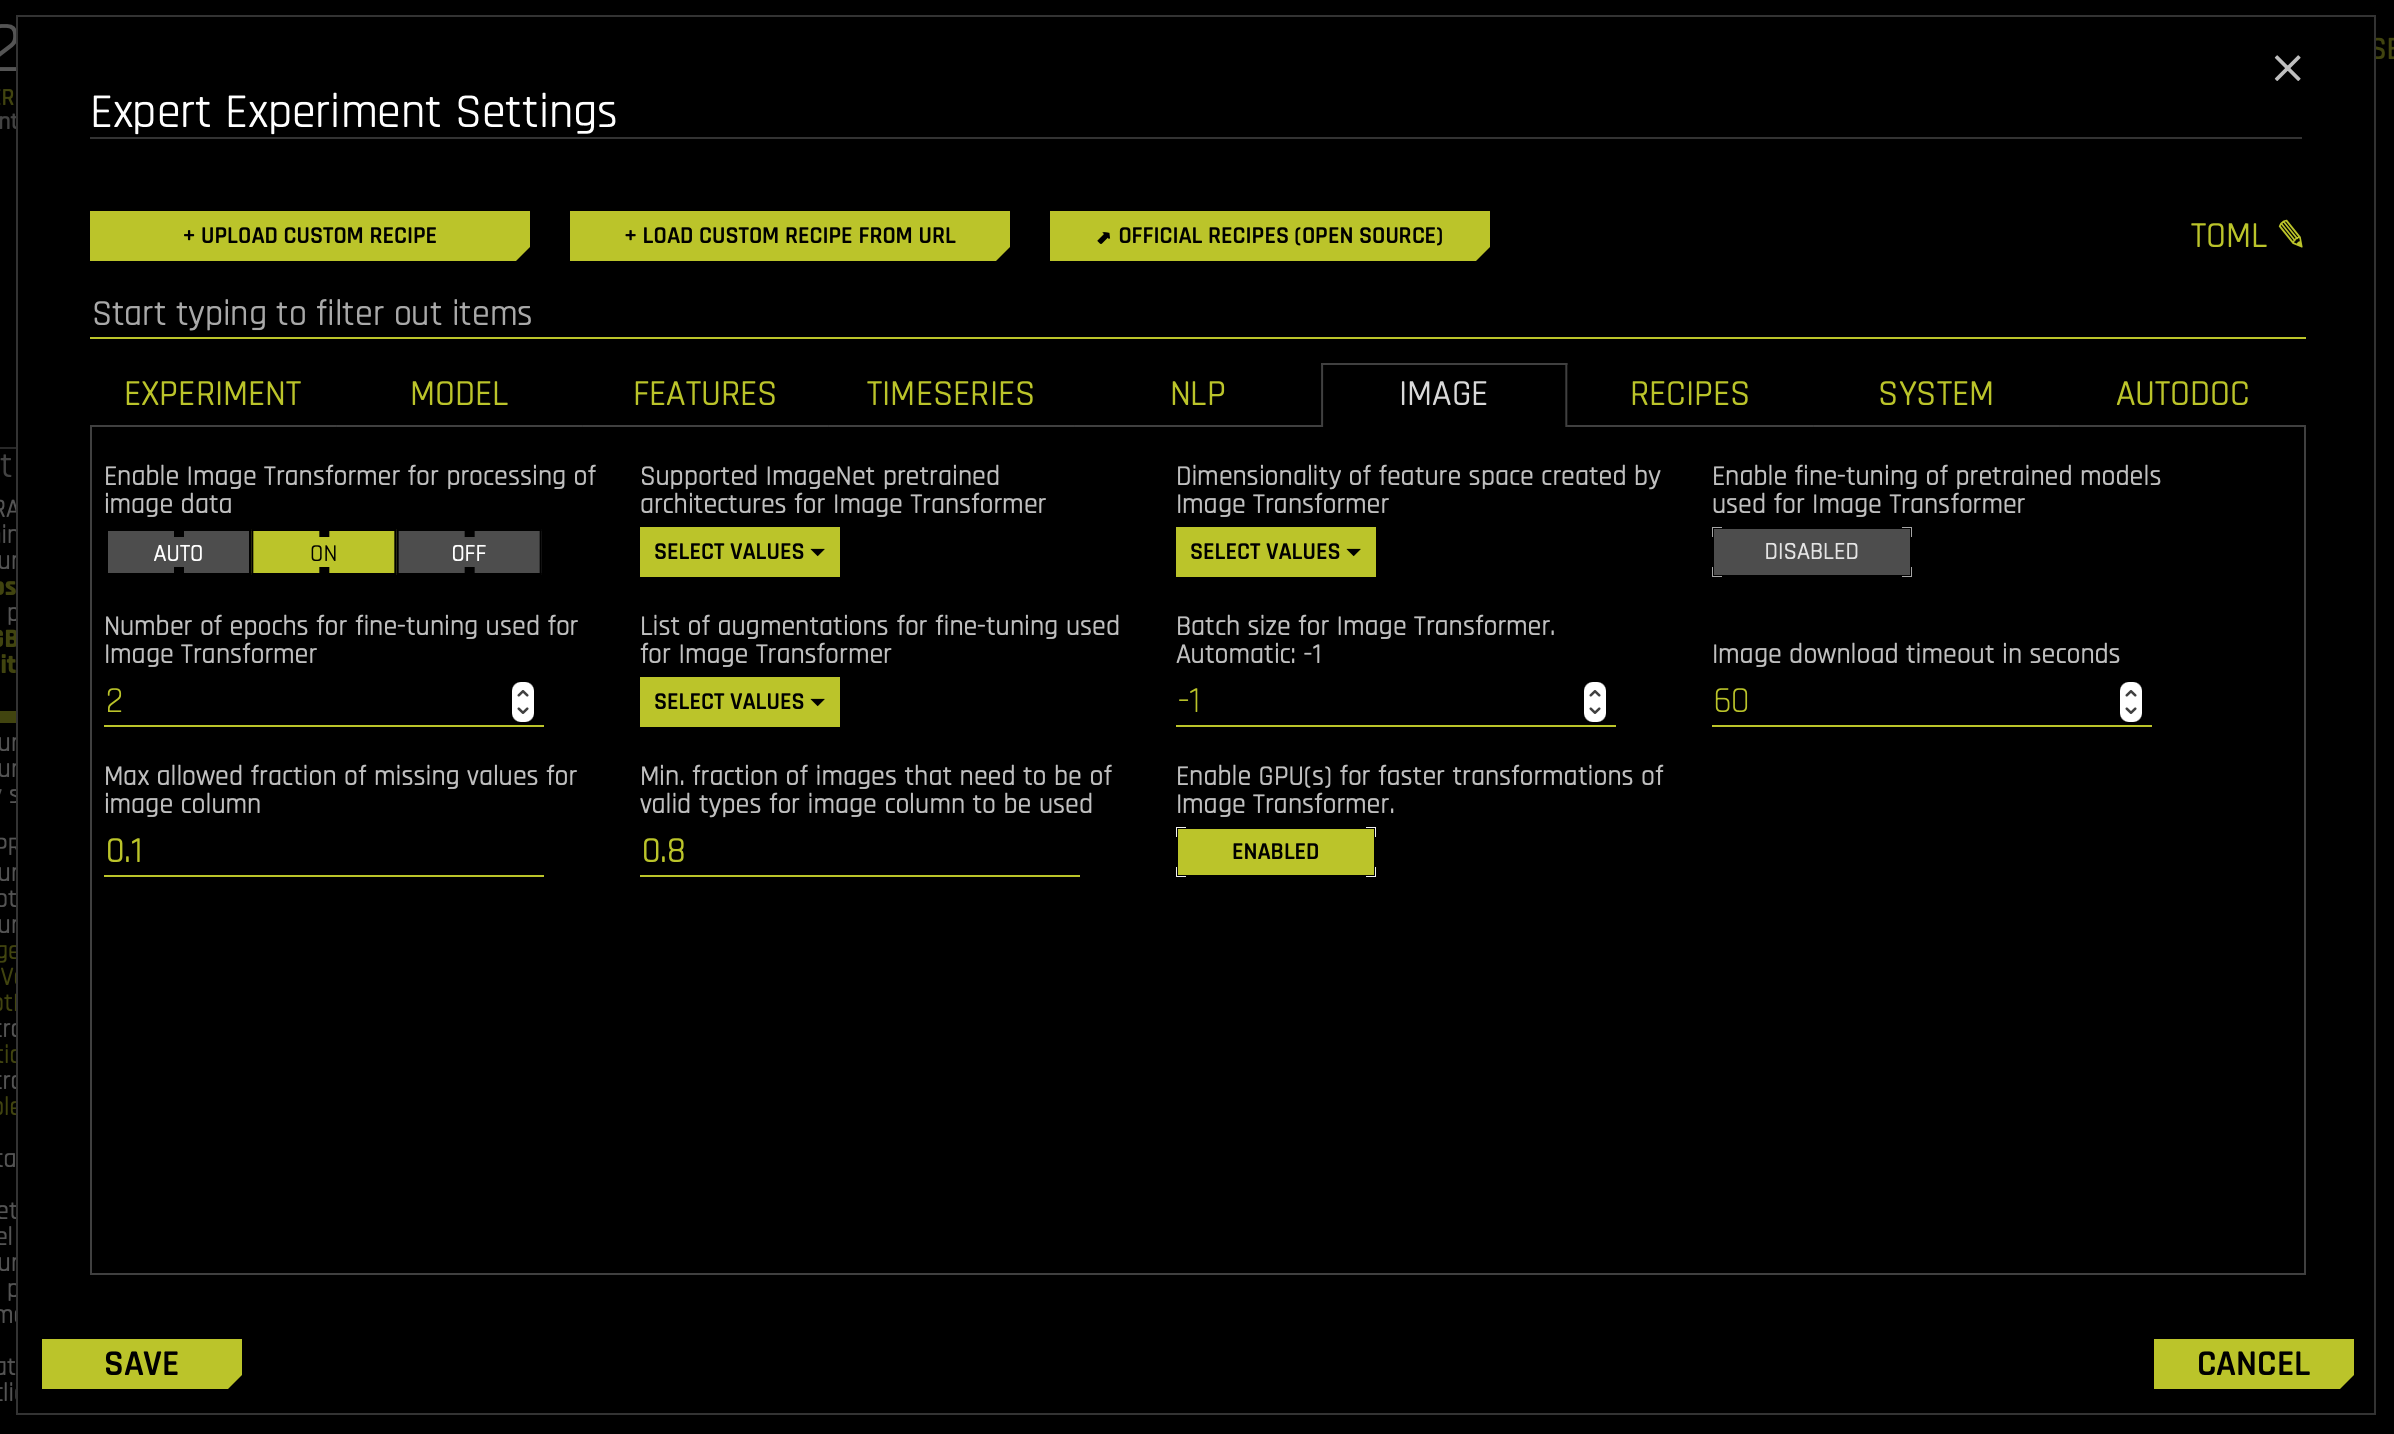 Expert Experiment Settings
+ UPLOAD CUSTOM RECIPE
+ LOAD CUSTOM RECIPE FROM URL
OFFICIAL RECIPES (OPEN SOURCE)
TOML
Start typing to filter out items
EXPERIMENT
MODEL
FEATURES
TIMESERIES
NLP
IMAGE
RECIPES
SYSTEM
AUTODOC
Enable Image Transformer for processing of
image data
AUTO
ON
OFF
Supported ImageNet pretrained
architectures for Image Transformer
SELECT VALUES
Dimensionality of feature space created by
Image Transformer
SELECT VALUES
Enable fine-tuning of pretrained models
used for Image Transformer
DISABLED
Number of epochs for fine-tuning used for
Image Transformer
2
List of augmentations for fine-tuning used
for Image Transformer
SELECT VALUES
Batch size for Image Transformer.
Automatic: -1
-1
Image download timeout in seconds
60
Max allowed fraction of missing values for
image column
0.1
Min. fraction of images that need to be of
valid types for image column to be used
0.8
Enable GPU(s) for faster transformations of
Image Transformer.
ENABLED
SAVE
CANCEL